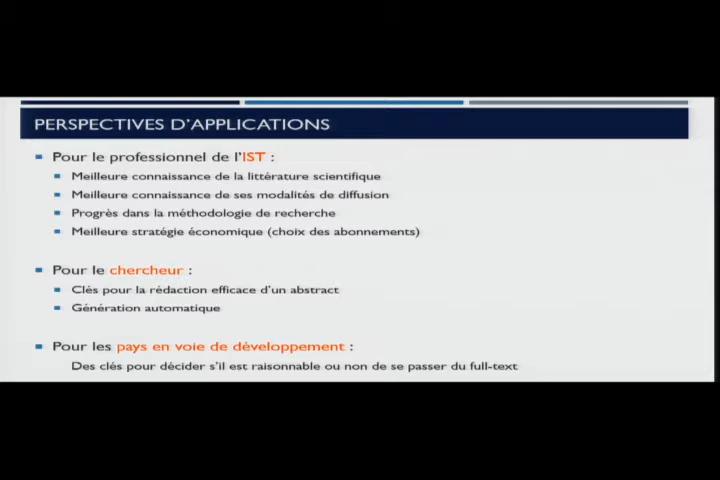 PERSPECTIVES D'APPLICATIONS
Pour le professionnel de l'IST :
Meilleure connaissance de la littérature scientifique
Meilleure connaissance de ses modalités de diffusion
Progrès dans la méthodologie de recherche
Meilleure stratégie économique (choix des abonnements)
Pour le chercheur :
Clés pour la rédaction efficace d'un abstract
Génération automatique
Pour les pays en voie de développement :
Des clés pour décider s'il est raisonnable ou non de se passer du full-text